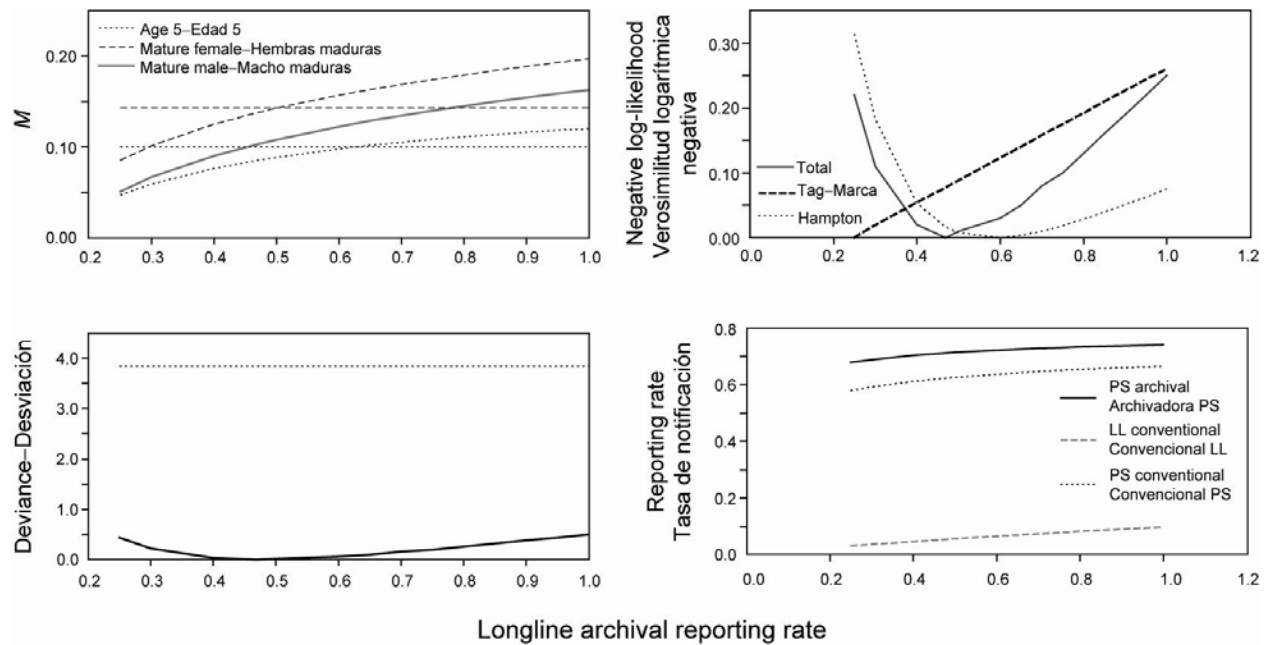 Age 5–Edad 5
Mature female–Hembras maduras
Mature male–Macho maduras
M
0.20
0.10
0.00
0.2 0.3 0.4 0.5 0.6 0.7 0.8 0.9 1.0
Negative log-likelihood
Verosimilitud logarítmica
negativa
0.30
0.20
0.10
0.00
Total
Tag–Marca
Hampton
0.0 0.2 0.4 0.6 0.8 1.0 1.2
Deviance–Desviación
4.0
3.0
2.0
1.0
0.0
0.2 0.3 0.4 0.5 0.6 0.7 0.8 0.9 1.0
Reporting rate
Tasa de notificación
0.8
0.6
0.4
0.2
0.0
PS archival
Archivadora PS
LL conventional
Convencional LL
PS conventional
Convencional PS
0.0 0.2 0.4 0.6 0.8 1.0 1.2
Longline archival reporting rate